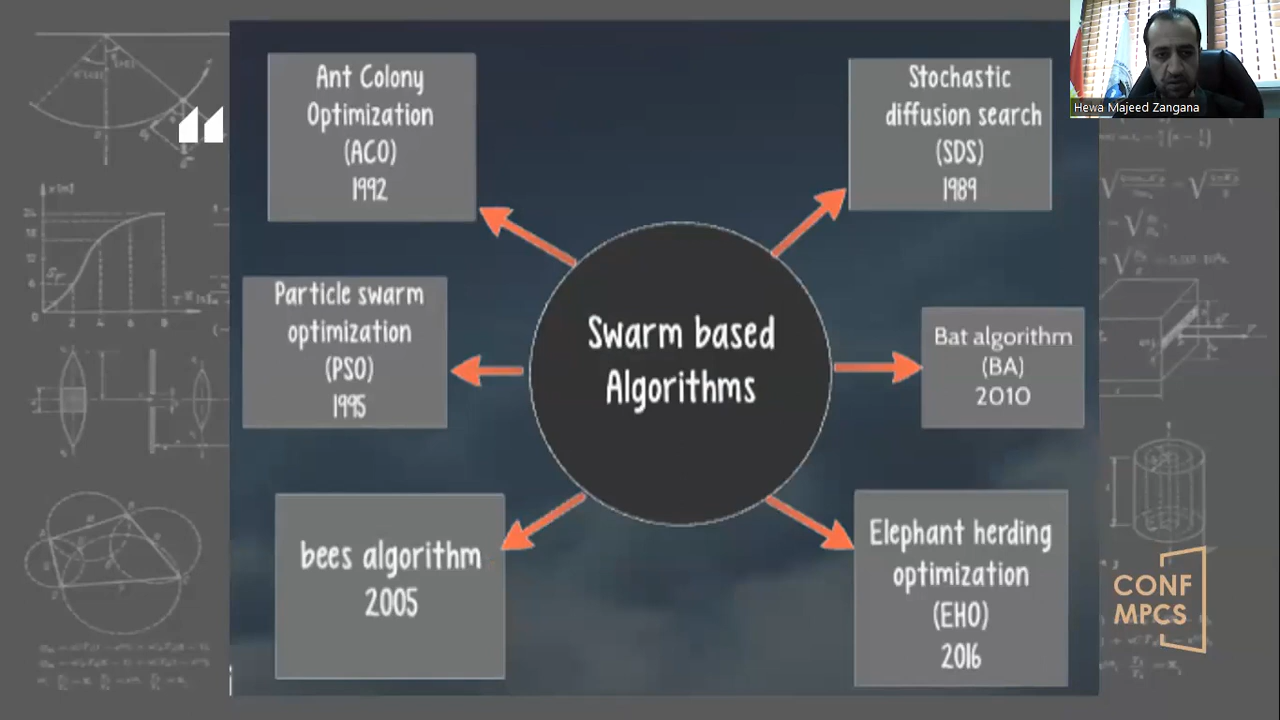 Ant Colony
Optimization
(ACO)
1992
Stochastic
diffusion search
(SDS)
1989
Hewa Majeed Zangana
Particle swarm
optimization
(PSO)
1995
Swarm based
Algorithms
Bat algorithm
(BA)
2010
bees algorithm
2005
Elephant herding
optimization
(EHO)
2016
CONF
MPCS